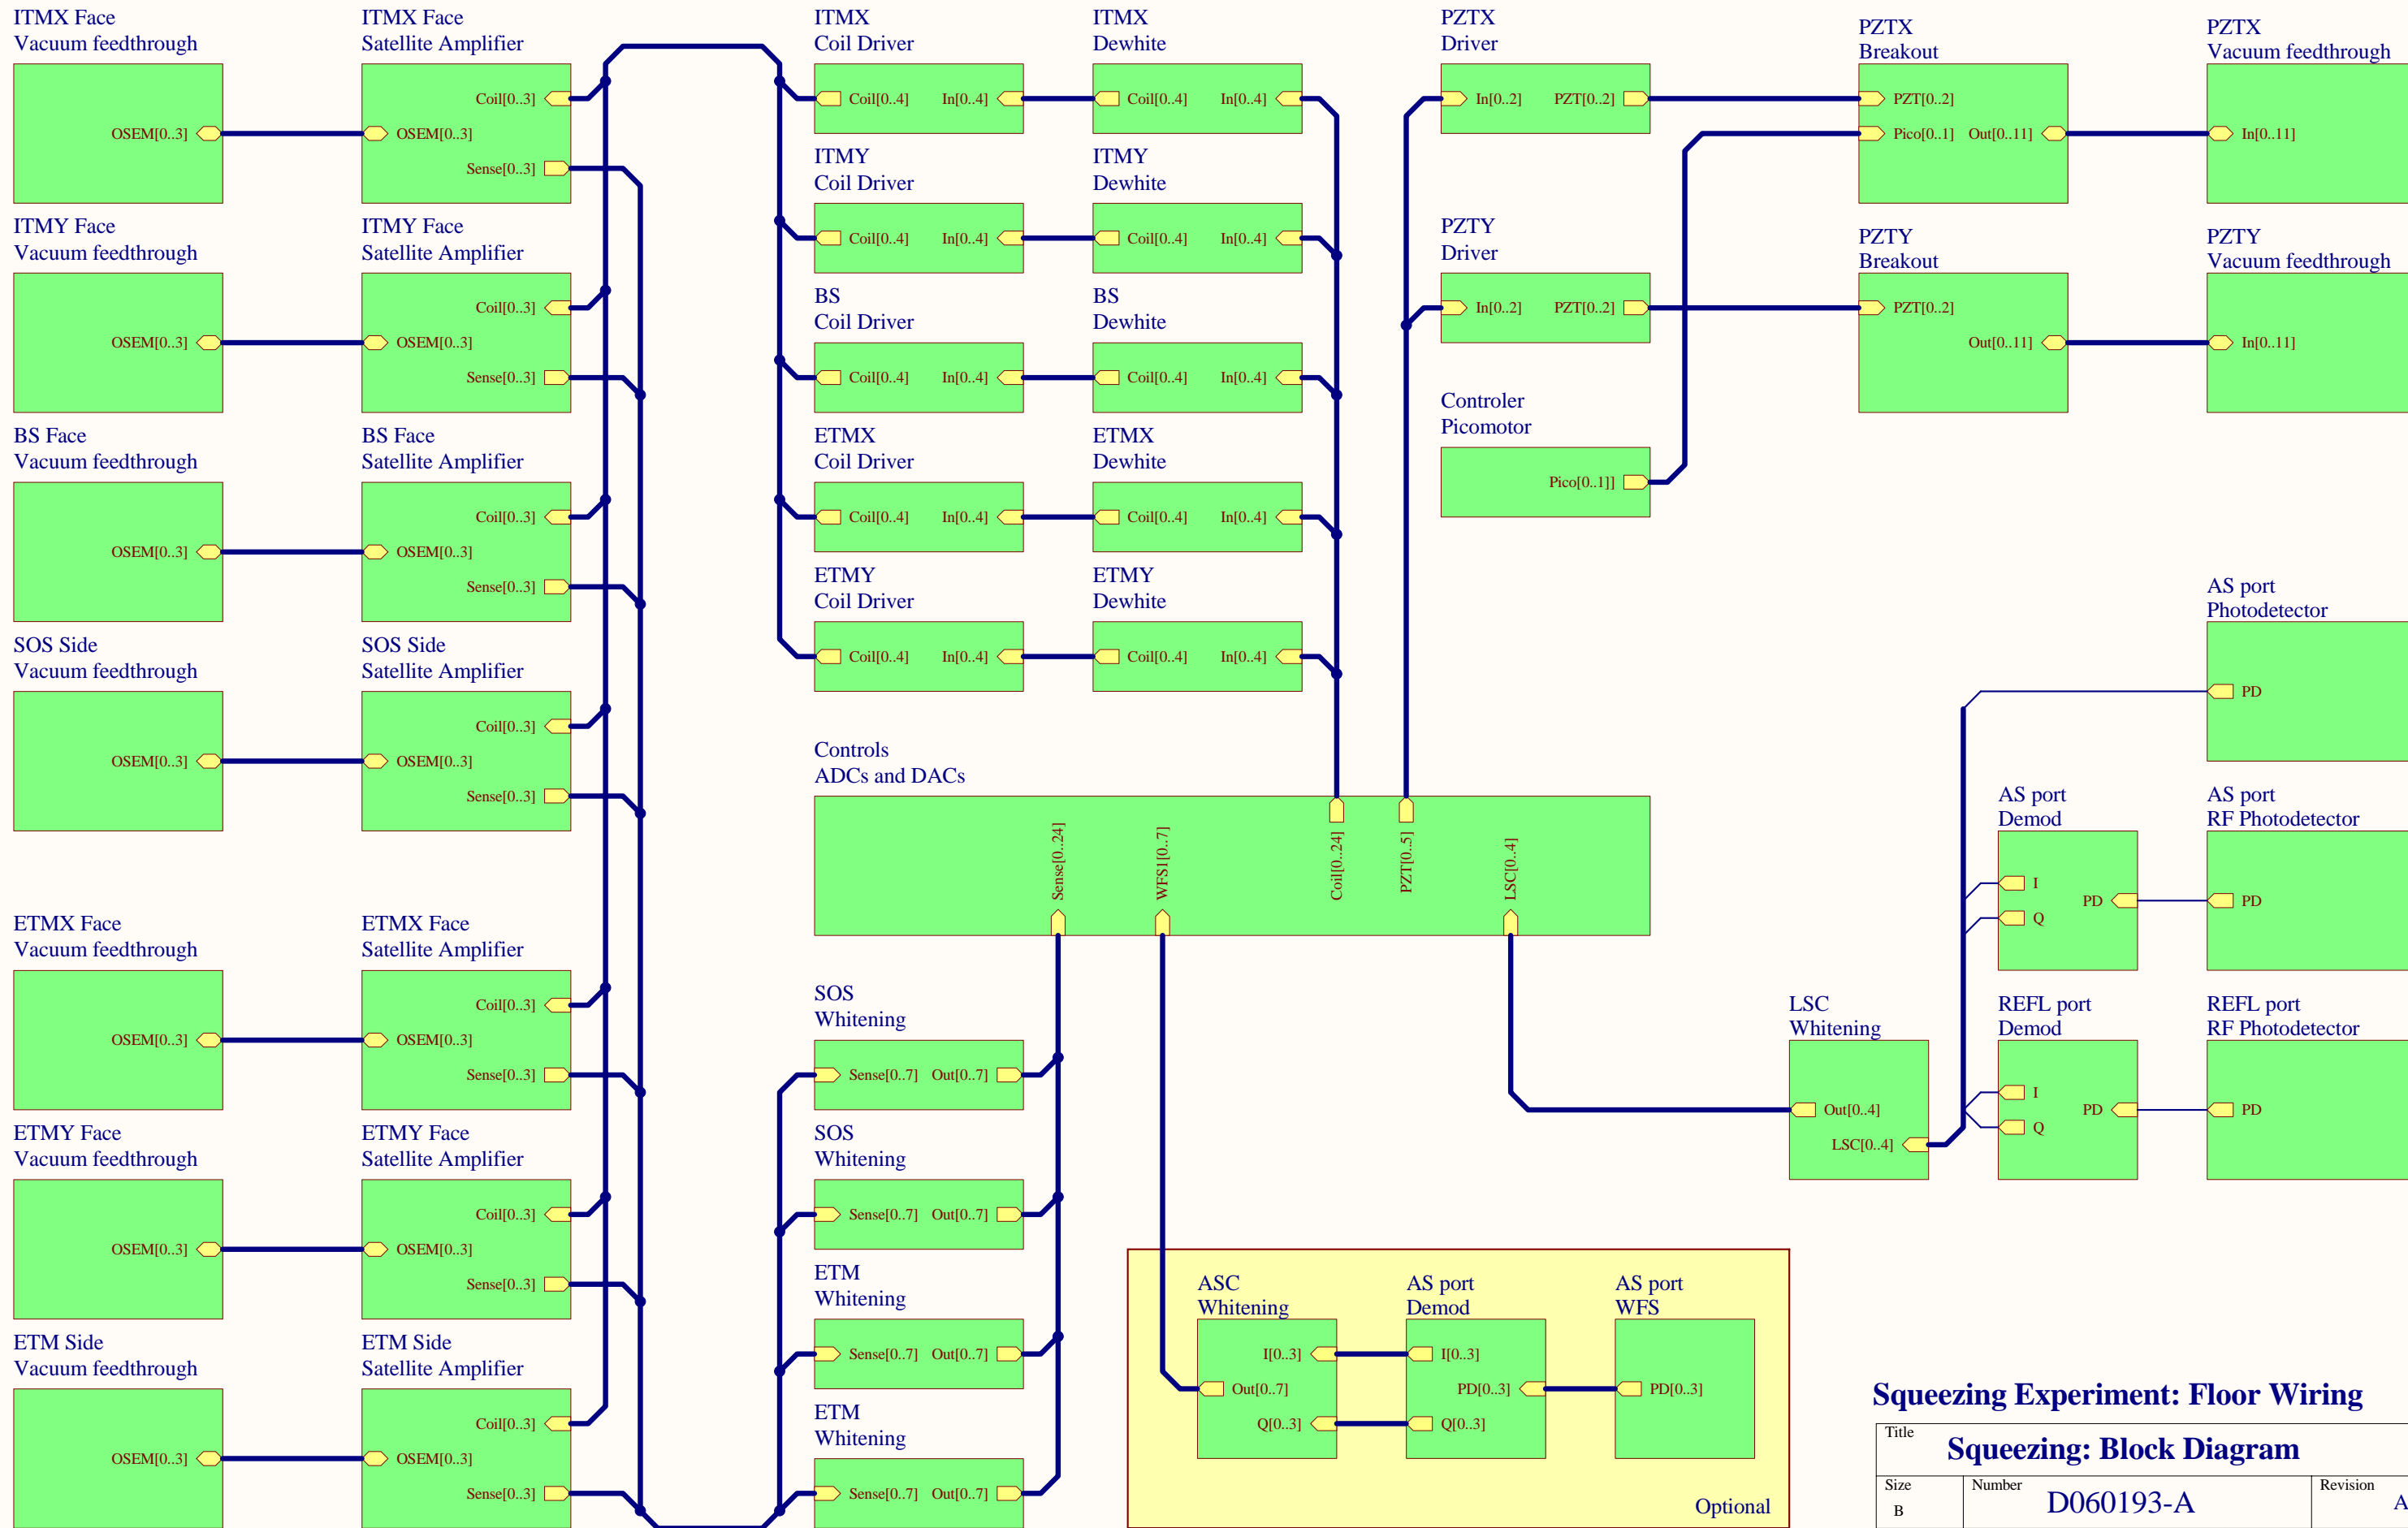 ITMX Face
Vacuum feedthrough
OSEM[0..3]
ITMX Face
Satellite Amplifier
Coil[0..3]
OSEM[0..3]
Sense[0..3]
ITMY Face
Vacuum feedthrough
OSEM[0..3]
ITMY Face
Satellite Amplifier
Coil[0..3]
OSEM[0..3]
Sense[0..3]
BS Face
Vacuum feedthrough
OSEM[0..3]
BS Face
Satellite Amplifier
Coil[0..3]
OSEM[0..3]
Sense[0..3]
SOS Side
Vacuum feedthrough
OSEM[0..3]
SOS Side
Satellite Amplifier
Coil[0..3]
OSEM[0..3]
Sense[0..3]
ETMX Face
Vacuum feedthrough
OSEM[0..3]
ETMX Face
Satellite Amplifier
Coil[0..3]
OSEM[0..3]
Sense[0..3]
ETMY Face
Vacuum feedthrough
OSEM[0..3]
ETMY Face
Satellite Amplifier
Coil[0..3]
OSEM[0..3]
Sense[0..3]
ETM Side
Vacuum feedthrough
OSEM[0..3]
ETM Side
Satellite Amplifier
Coil[0..3]
OSEM[0..3]
Sense[0..3]
ITMX
Coil Driver
Coil[0..4] In[0..4]
ITMX
Dewhite
Coil[0..4] In[0..4]
ITMY
Coil Driver
Coil[0..4] In[0..4]
ITMY
Dewhite
Coil[0..4] In[0..4]
BS
Coil Driver
Coil[0..4] In[0..4]
BS
Dewhite
Coil[0..4] In[0..4]
ETMX
Coil Driver
Coil[0..4] In[0..4]
ETMX
Dewhite
Coil[0..4] In[0..4]
ETMY
Coil Driver
Coil[0..4] In[0..4]
ETMY
Dewhite
Coil[0..4] In[0..4]
Controls
ADCs and DACs
Sense[0..24]
WFS1[0..7]
Coil[0..24]
PZT[0..5]
LSC[0..4]
SOS
Whitening
Sense[0..7] Out[0..7]
SOS
Whitening
Sense[0..7] Out[0..7]
ETM
Whitening
Sense[0..7] Out[0..7]
ETM
Whitening
Sense[0..7] Out[0..7]
PZTX
Driver
In[0..2] PZT[0..2]
PZTY
Driver
In[0..2] PZT[0..2]
Controler
Picomotor
Pico[0..1]]
PZTX
Breakout
PZT[0..2]
Pico[0..1] Out[0..11]
PZTX
Vacuum feedthrough
In[0..11]
PZTY
Breakout
PZT[0..2]
Out[0..11]
PZTY
Vacuum feedthrough
In[0..11]
AS port
Photodetector
PD
AS port
Demod
I
Q
PD
AS port
RF Photodetector
PD
LSC
Whitening
Out[0..4]
LSC[0..4]
REFL port
Demod
I
Q
PD
REFL port
RF Photodetector
PD
ASC
Whitening
I[0..3]
Out[0..7]
Q[0..3]
AS port
Demod
I[0..3]
PD[0..3]
Q[0..3]
AS port
WFS
PD[0..3]
Optional
Squeezing Experiment: Floor Wiring
Title
Squeezing: Block Diagram
Size
B
Number
D060193-A
Revision
A